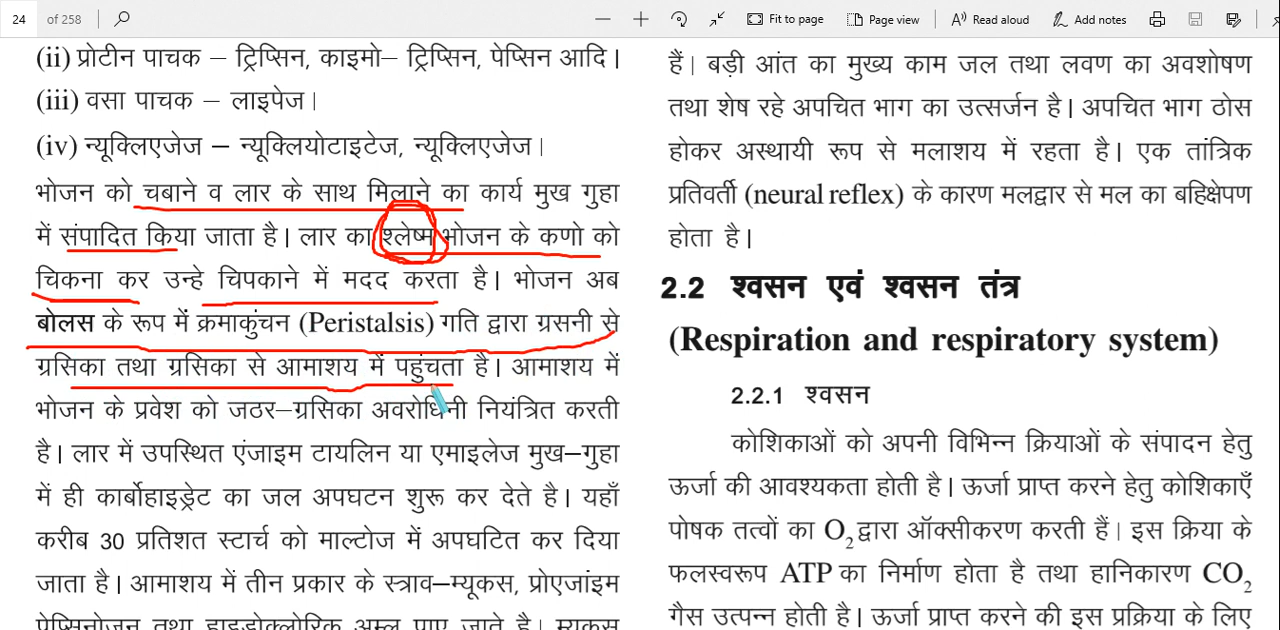 24 of 258 Fit to page Page view Read aloud Add notes
(ii) प्रोटीन पाचक – ट्रिप्सिन, काइमो– ट्रिप्सिन, पेप्सिन आदि।
(iii) वसा पाचक – लाइपेज।
(iv) न्यूक्लिएजेज – न्यूक्लियोटाइटेज, न्यूक्लिएजेज।
भोजन को चबाने व लार के साथ मिलाने का कार्य मुख गुहा
में संपादित किया जाता है। लार का श्लेष्म भोजन के कणो को
चिकना कर उन्हे चिपकाने में मदद करता है। भोजन अब
बोलस के रूप में क्रमाकुंचन (Peristalsis) गति द्वारा ग्रसनी से
ग्रसिका तथा ग्रसिका से आमाशय में पहुंचता है। आमाशय में
भोजन के प्रवेश को जठर–ग्रसिका अवरोधिनी नियंत्रित करती
है। लार में उपस्थित एंजाइम टायलिन या एमाइलेज मुख–गुहा
में ही कार्बोहाइड्रेट का जल अपघटन शुरू कर देते है। यहाँ
करीब 30 प्रतिशत स्टार्च को माल्टोज में अपघटित कर दिया
जाता है। आमाशय में तीन प्रकार के स्त्राव–म्यूकस, प्रोएजांइम
पेप्सिनोजन तथा हाइड्रोक्लोरिक अम्ल पाए जाते है। म्यूकस
हैं। बड़ी आंत का मुख्य काम जल तथा लवण का अवशोषण
तथा शेष रहे अपचित भाग का उत्सर्जन है। अपचित भाग ठोस
होकर अस्थायी रूप से मलाशय में रहता है। एक तांत्रिक
प्रतिवर्ती (neural reflex) के कारण मलद्वार से मल का बहिक्षेपण
होता है।
2.2 श्वसन एवं श्वसन तंत्र
(Respiration and respiratory system)
2.2.1 श्वसन
कोशिकाओं को अपनी विभिन्न क्रियाओं के संपादन हेतु
ऊर्जा की आवश्यकता होती है। ऊर्जा प्राप्त करने हेतु कोशिकाएँ
पोषक तत्वों का O₂ द्वारा ऑक्सीकरण करती हैं। इस क्रिया के
फलस्वरूप ATP का निर्माण होता है तथा हानिकारण CO₂
गैस उत्पन्न होती है। ऊर्जा प्राप्त करने की इस प्रक्रिया के लिए